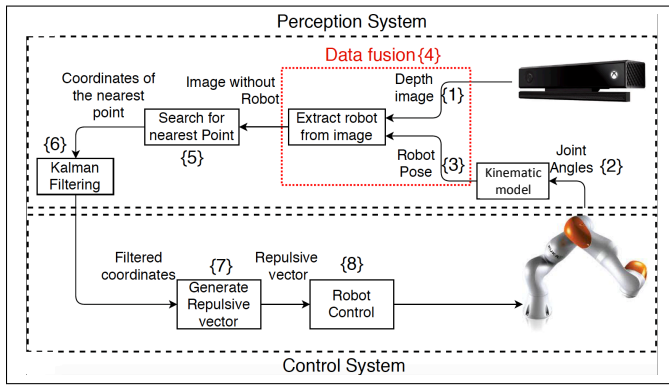 Perception System
Data fusion{4}
Coordinates of
the nearest
point
Image without
Robot
Depth
image
{1}
Search for
nearest Point
{5}
Extract robot
from image
Robot
Pose
{3}
Kinematic
model
Joint
Angles
{2}
{6}
Kalman
Filtering
Filtered
coordinates
{7}
Generate
Repulsive
vector
Repulsive
vector
{8}
Robot
Control
Control System